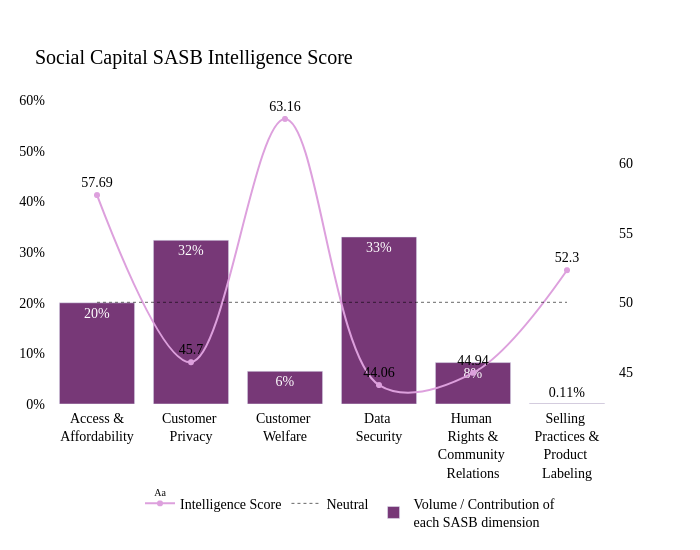 Social Capital SASB Intelligence Score
60%
50%
40%
30%
20%
10%
0%
60
55
50
45
57.69
45.7
63.16
44.06
44.94
52.3
20%
32%
6%
33%
8%
0.11%
Access &
Affordability
Customer
Privacy
Customer
Welfare
Data
Security
Human
Rights &
Community
Relations
Selling
Practices &
Product
Labeling
Aa
Intelligence Score
Neutral
Volume / Contribution of
each SASB dimension